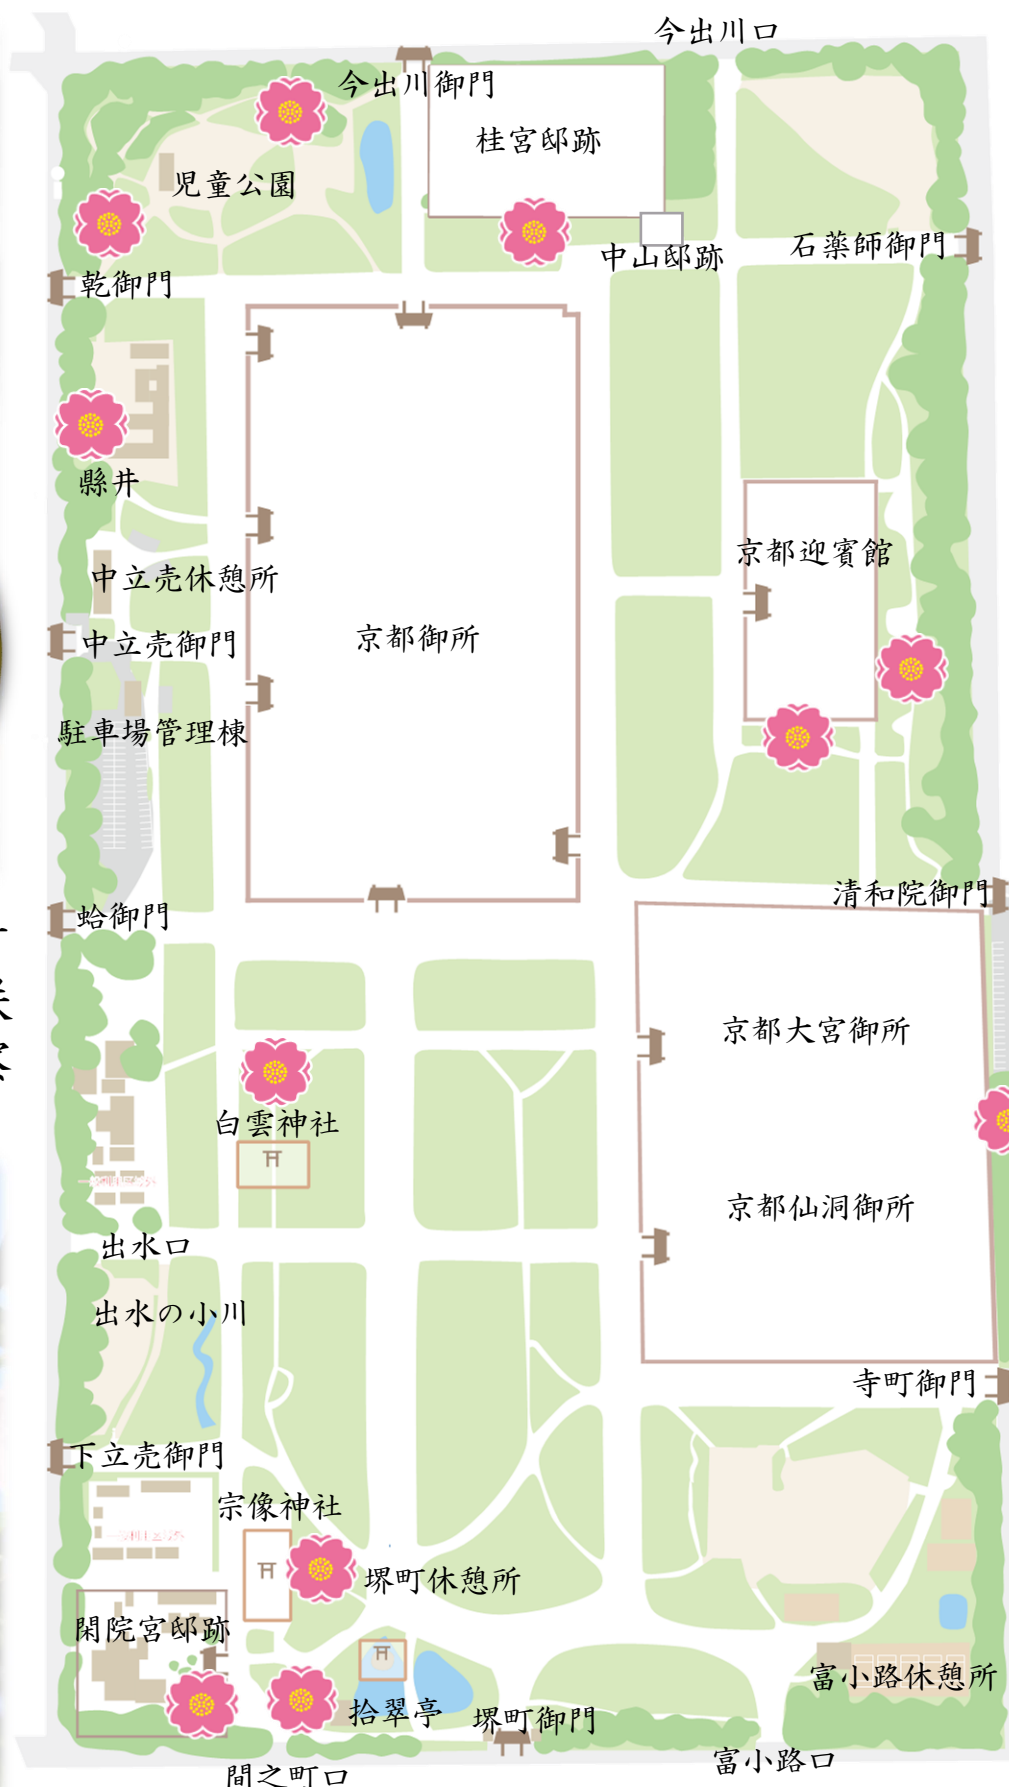 今出川口
今出川御門
桂宮邸跡
児童公園
石薬師御門
中山邸跡
乾御門
縣井
京都迎賓館
中立売休憩所
京都御所
中立売御門
駐車場管理棟
清和院御門
蛤御門
京都大宮御所
白雲神社
京都仙洞御所
出水口
出水の小川
寺町御門
下立売御門
宗像神社
堺町休憩所
閑院宮邸跡
富小路休憩所
拾翠亭
堺町御門
富小路口
間之町口